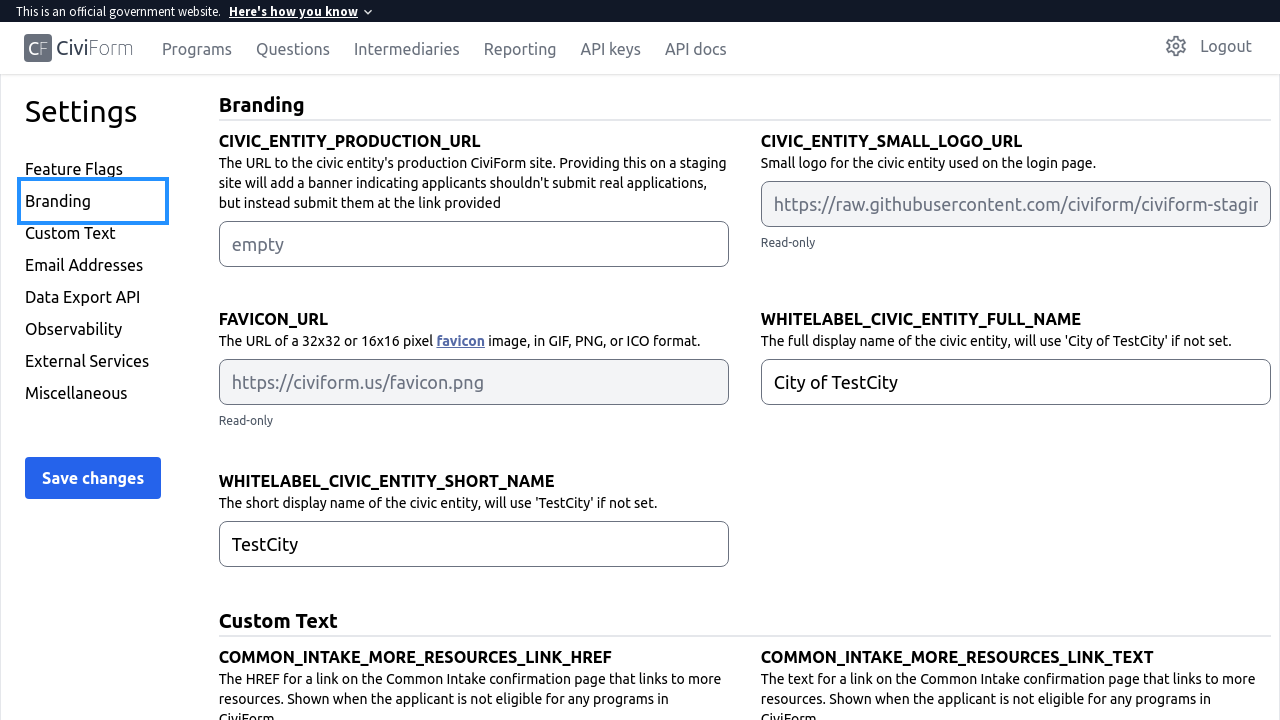 This is an official government website. Here's how you know
CF CiviForm Programs Questions Intermediaries Reporting API keys API docs Logout
Settings
Feature Flags
Branding
Custom Text
Email Addresses
Data Export API
Observability
External Services
Miscellaneous
Save changes
Branding
CIVIC_ENTITY_PRODUCTION_URL
The URL to the civic entity's production CiviForm site. Providing this on a staging
site will add a banner indicating applicants shouldn't submit real applications,
but instead submit them at the link provided
empty
CIVIC_ENTITY_SMALL_LOGO_URL
Small logo for the civic entity used on the login page.
https://raw.githubusercontent.com/civiform/civiform-stagin
Read-only
FAVICON_URL
The URL of a 32x32 or 16x16 pixel favicon image, in GIF, PNG, or ICO format.
https://civiform.us/favicon.png
Read-only
WHITELABEL_CIVIC_ENTITY_FULL_NAME
The full display name of the civic entity, will use 'City of TestCity' if not set.
City of TestCity
WHITELABEL_CIVIC_ENTITY_SHORT_NAME
The short display name of the civic entity, will use 'TestCity' if not set.
TestCity
Custom Text
COMMON_INTAKE_MORE_RESOURCES_LINK_HREF
The HREF for a link on the Common Intake confirmation page that links to more
resources. Shown when the applicant is not eligible for any programs in
CiviForm.
COMMON_INTAKE_MORE_RESOURCES_LINK_TEXT
The text for a link on the Common Intake confirmation page that links to more
resources. Shown when the applicant is not eligible for any programs in
CiviForm.